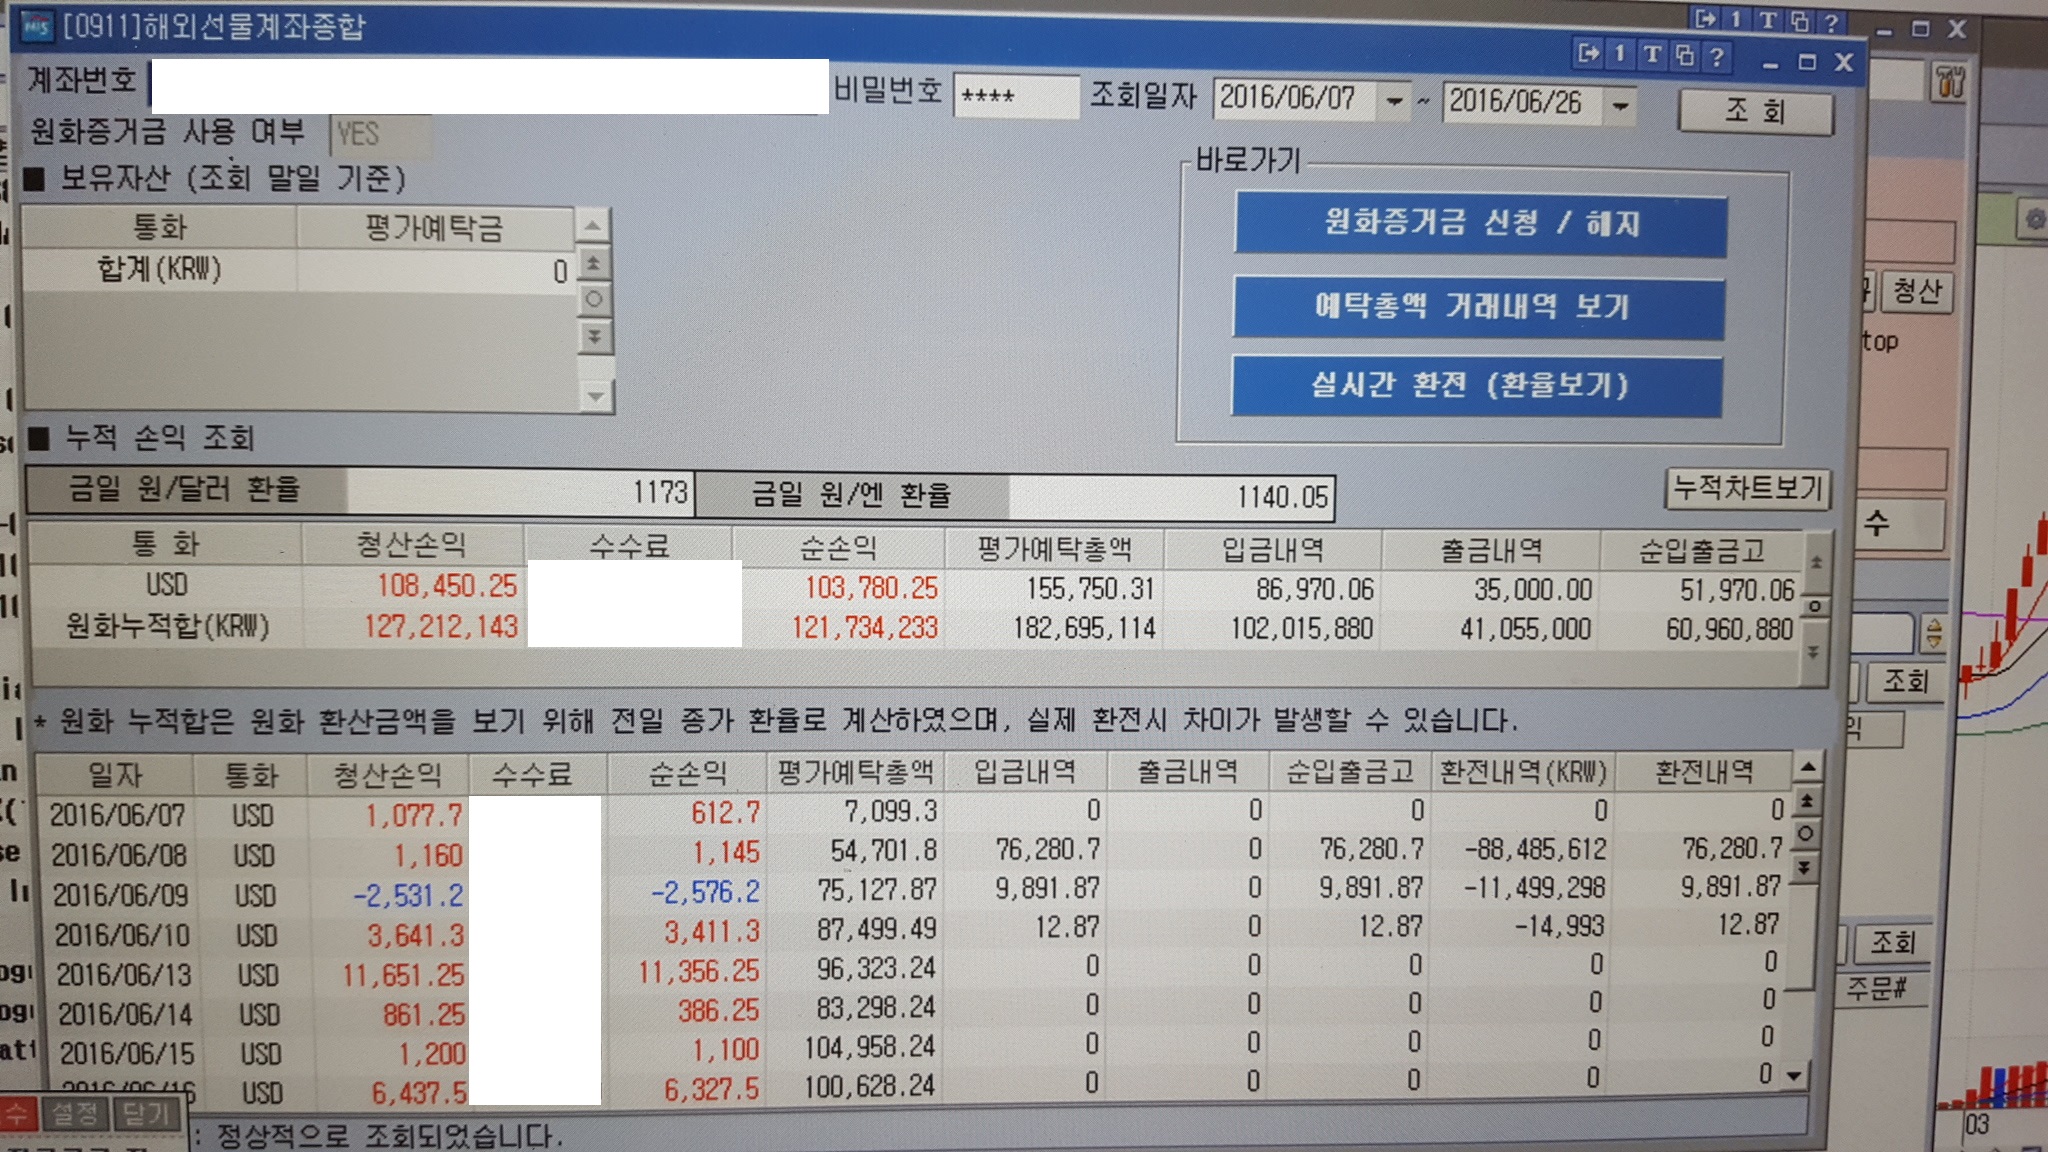 [0911]해외선물계좌종합
계좌번호 비밀번호 **** 조회일자 2016/06/07 ~ 2016/06/26 조 회
원화증거금 사용 여부 YES
■ 보유자산 (조회 말일 기준)
바로가기
통화 평가예탁금
합계(KRW) 0
원화증거금 신청 / 해지
예탁총액 거래내역 보기
실시간 환전 (환율보기)
■ 누적 손익 조회
금일 원/달러 환율 1173 금일 원/엔 환율 1140.05 누적차트보기
통 화 청산손익 수수료 순손익 평가예탁총액 입금내역 출금내역 순입출금고
USD 108,450.25 103,780.25 155,750.31 86,970.06 35,000.00 51,970.06
원화누적합(KRW) 127,212,143 121,734,233 182,695,114 102,015,880 41,055,000 60,960,880
* 원화 누적합은 원화 환산금액을 보기 위해 전일 종가 환율로 계산하였으며, 실제 환전시 차이가 발생할 수 있습니다.
일자 통화 청산손익 수수료 순손익 평가예탁총액 입금내역 출금내역 순입출금고 환전내역(KRW) 환전내역
2016/06/07 USD 1,077.7 612.7 7,099.3 0 0 0 0 0
2016/06/08 USD 1,160 1,145 54,701.8 76,280.7 0 76,280.7 -88,485,612 76,280.7
2016/06/09 USD -2,531.2 -2,576.2 75,127.87 9,891.87 0 9,891.87 -11,499,298 9,891.87
2016/06/10 USD 3,641.3 3,411.3 87,499.49 12.87 0 12.87 -14,993 12.87
2016/06/13 USD 11,651.25 11,356.25 96,323.24 0 0 0 0 0
2016/06/14 USD 861.25 386.25 83,298.24 0 0 0 0 0
2016/06/15 USD 1,200 1,100 104,958.24 0 0 0 0 0
2016/06/16 USD 6,437.5 6,327.5 100,628.24 0 0 0 0 0
수 설정 닫기
: 정상적으로 조회되었습니다.
청산
top
수
조회
조회
주문#
03